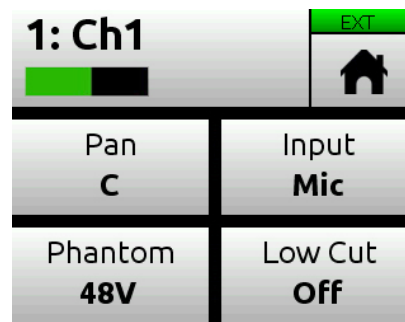 1: Ch1
EXT
Pan
C
Input
Mic
Phantom
48V
Low Cut
Off